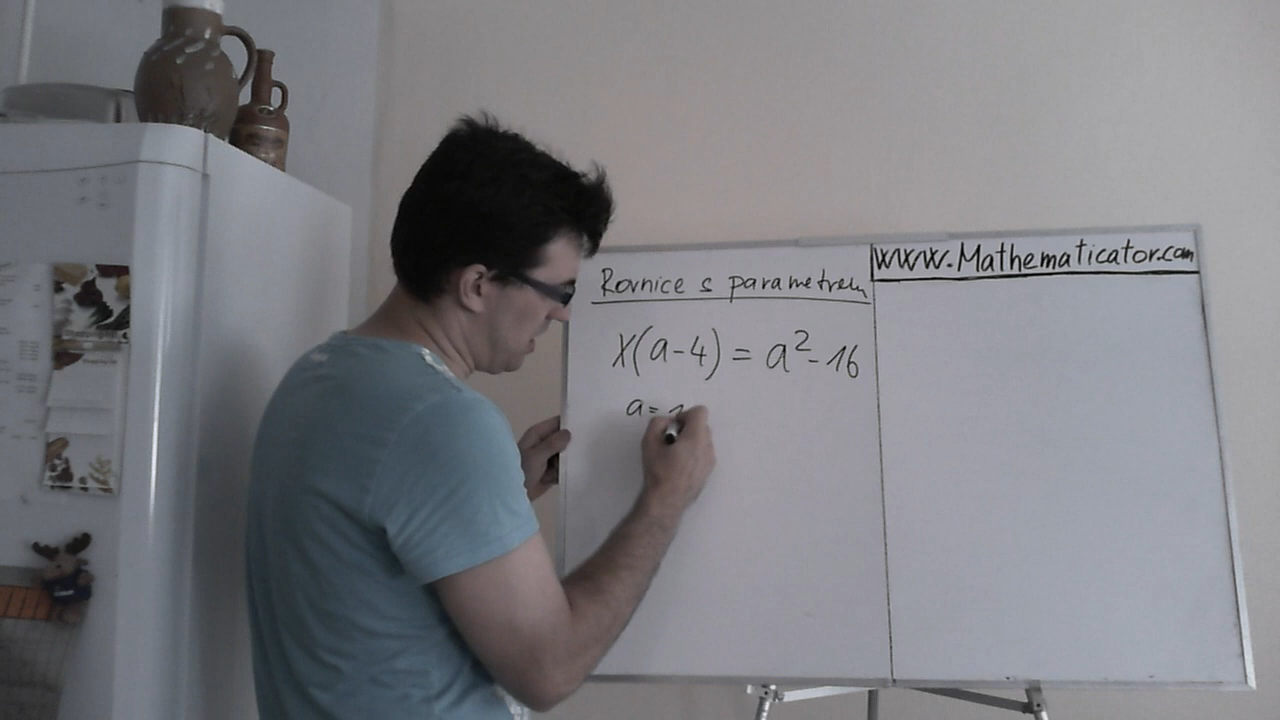 Rovnice s parametrem
www.Mathematicator.com
x(a-4) = a²-16
a =